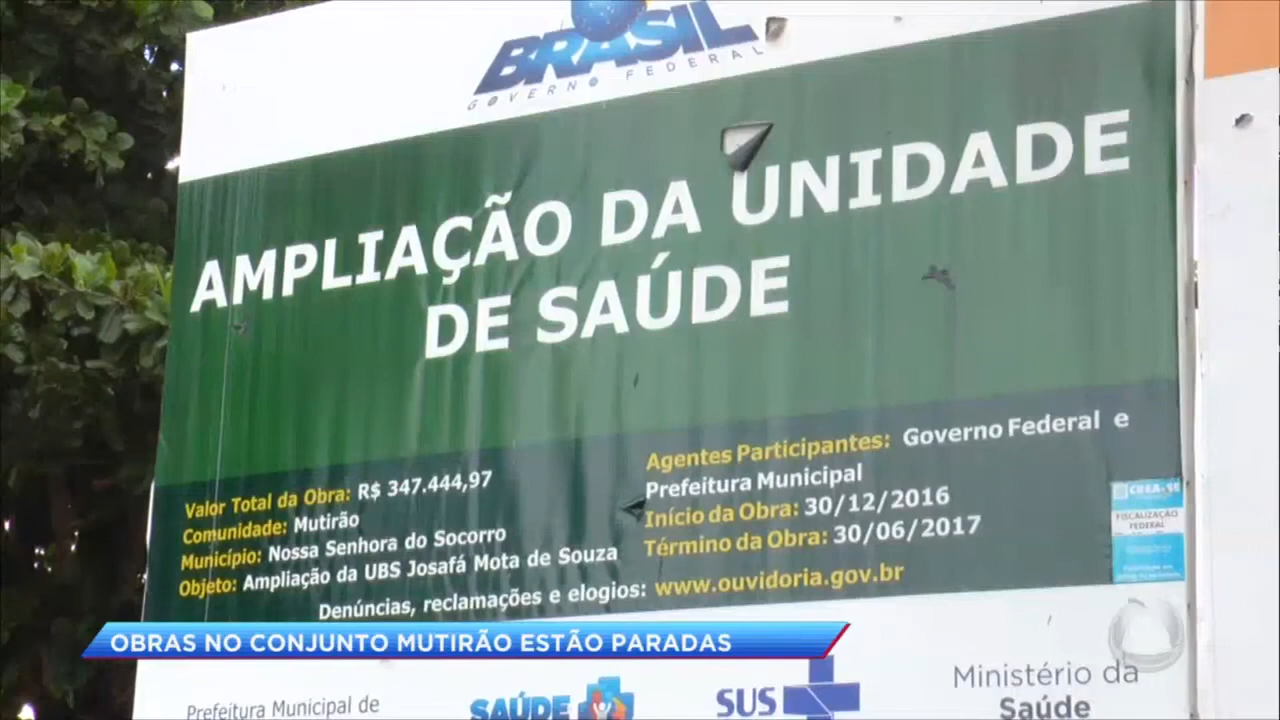 BRASIL
GOVERNO FEDERAL
AMPLIAÇÃO DA UNIDADE
DE SAÚDE
Valor Total da Obra: R$ 347.444,97
Comunidade: Mutirão
Município: Nossa Senhora do Socorro
Objeto: Ampliação da UBS Josafá Mota de Souza
Agentes Participantes: Governo Federal e
Prefeitura Municipal
Início da Obra: 30/12/2016
Término da Obra: 30/06/2017
Denúncias, reclamações e elogios: www.ouvidoria.gov.br
CREA-SE
FISCALIZAÇÃO
FEDERAL
OBRAS NO CONJUNTO MUTIRÃO ESTÃO PARADAS
Prefeitura Municipal de
SAÚDE
SUS
Ministério da
Saúde